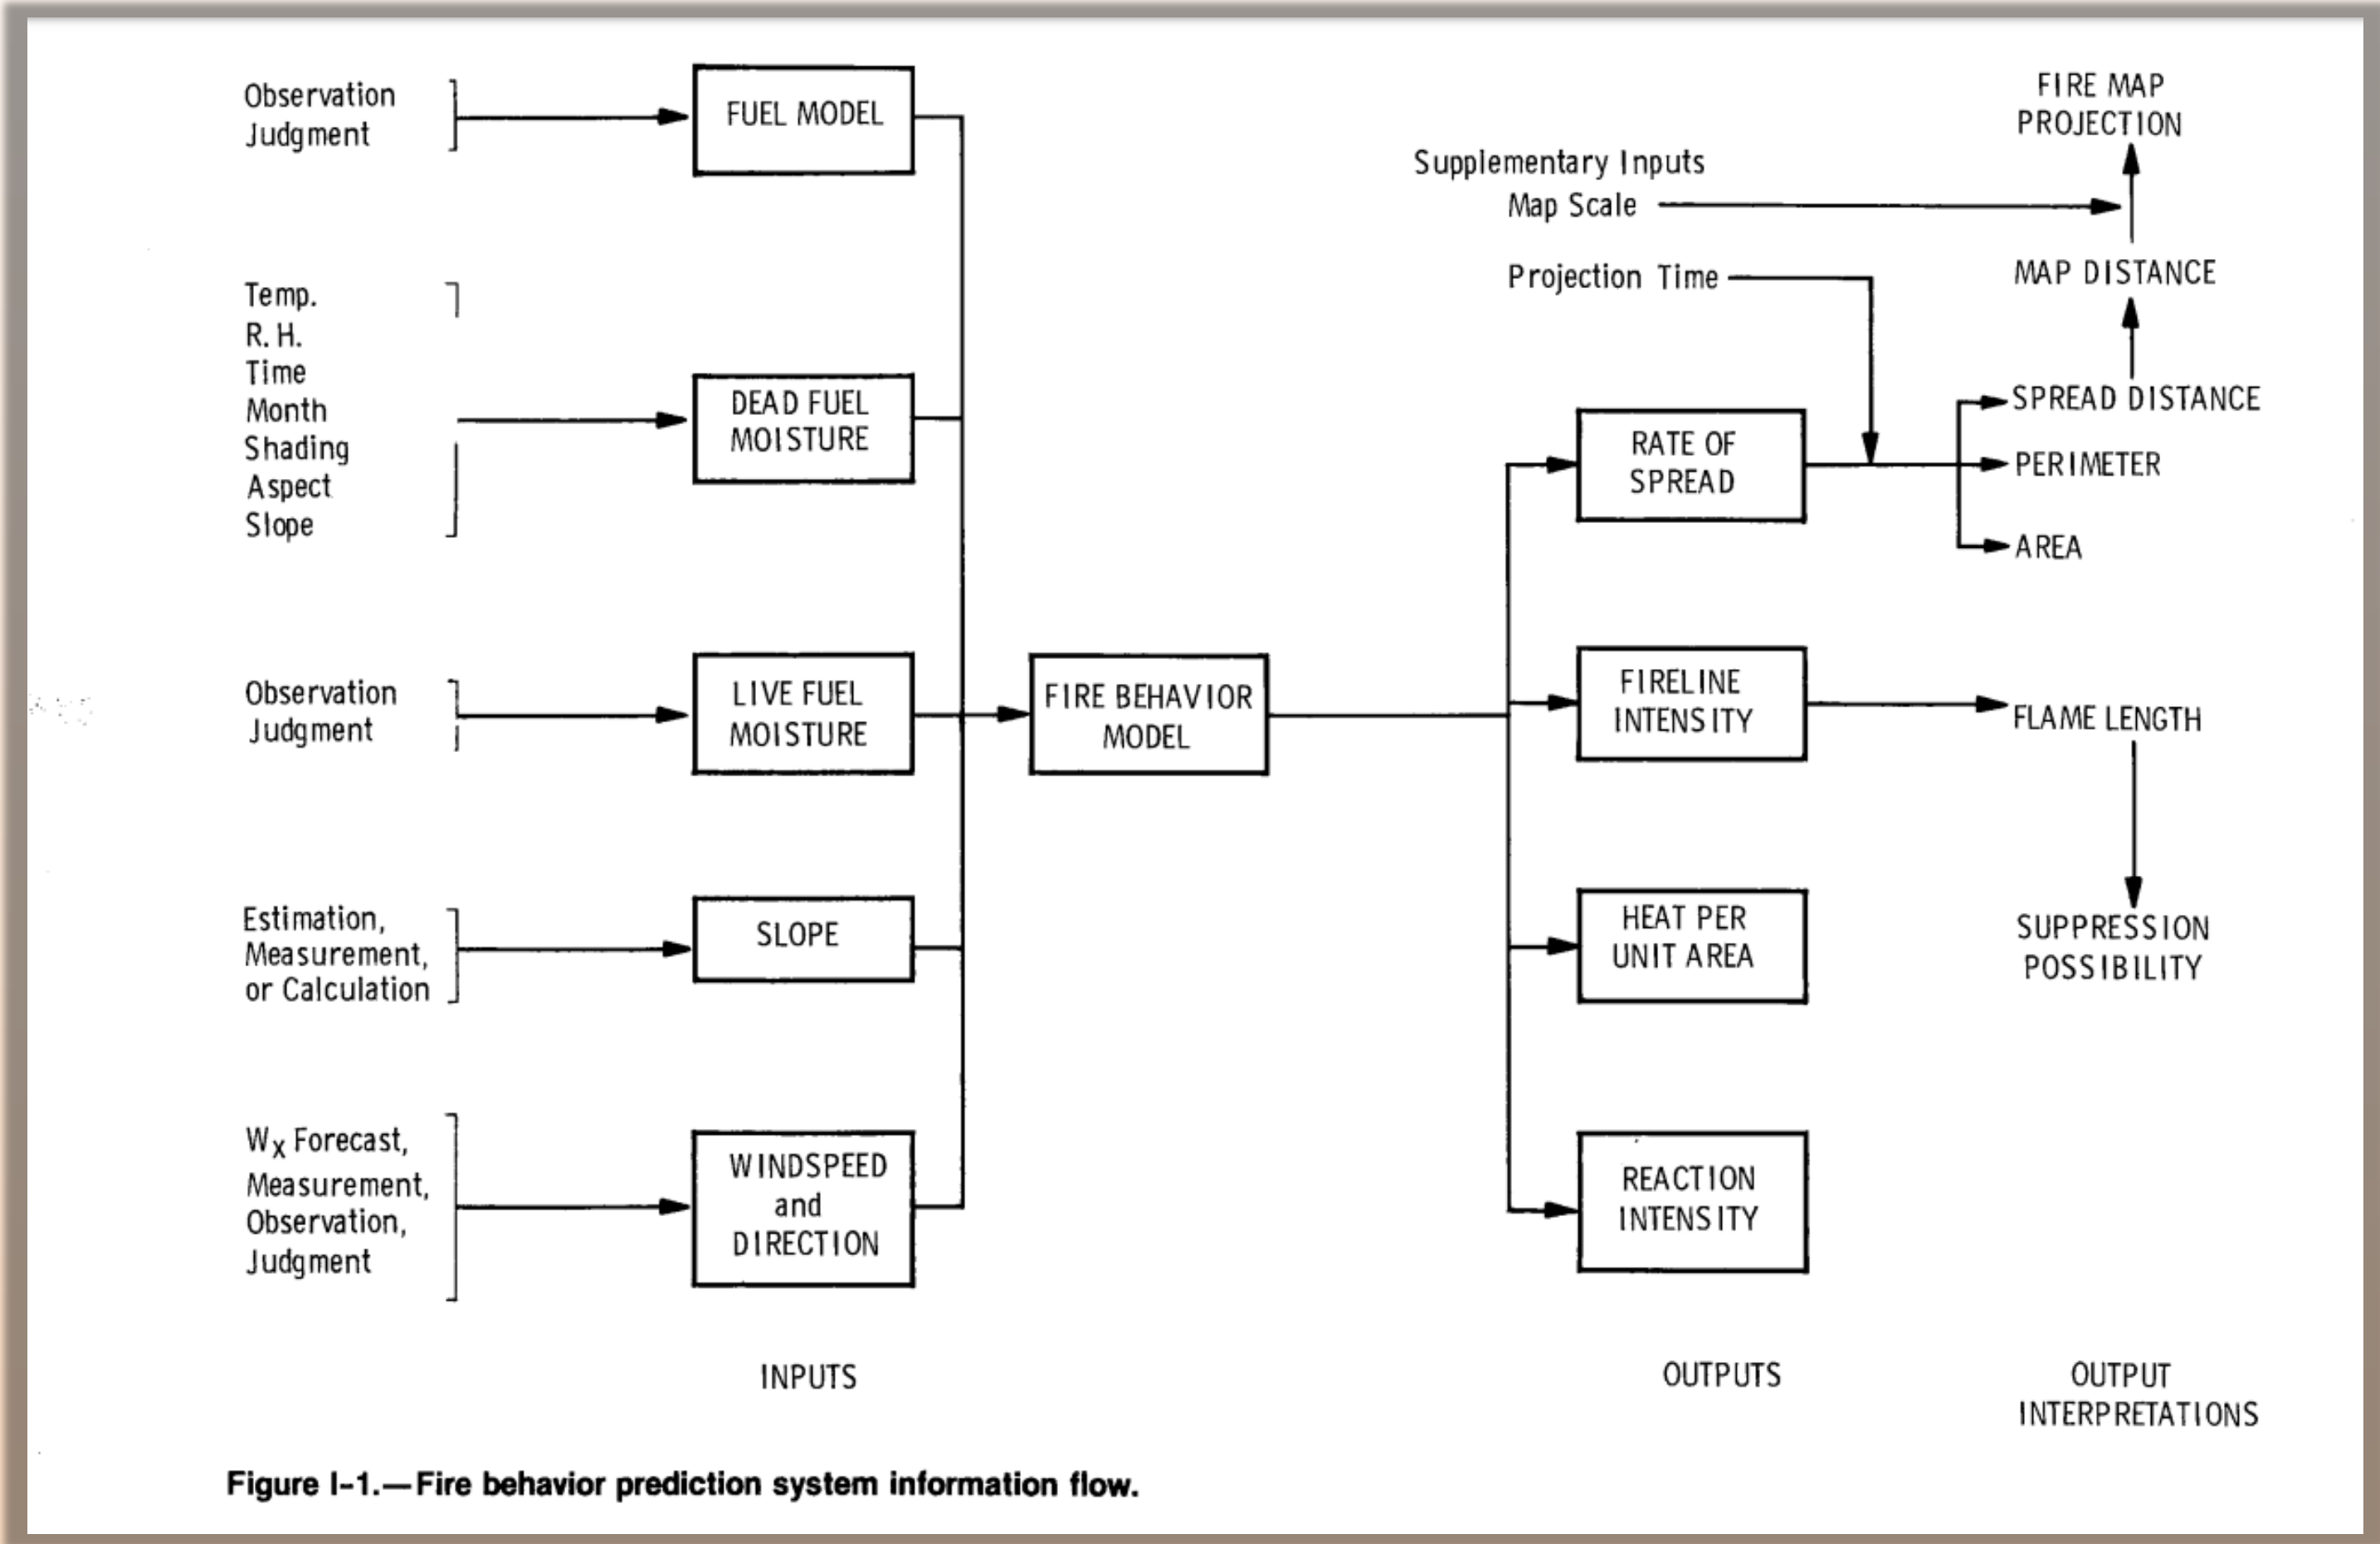 Observation
Judgment
FUEL MODEL
Temp.
R. H.
Time
Month
Shading
Aspect
Slope
DEAD FUEL
MOISTURE
Observation
Judgment
LIVE FUEL
MOISTURE
Estimation,
Measurement,
or Calculation
SLOPE
Wx Forecast,
Measurement,
Observation,
Judgment
WINDSPEED
and
DIRECTION
INPUTS
FIRE BEHAVIOR
MODEL
Supplementary Inputs
Map Scale
Projection Time
RATE OF
SPREAD
FIRELINE
INTENSITY
HEAT PER
UNIT AREA
REACTION
INTENSITY
OUTPUTS
FIRE MAP
PROJECTION
MAP DISTANCE
SPREAD DISTANCE
PERIMETER
AREA
FLAME LENGTH
SUPPRESSION
POSSIBILITY
OUTPUT
INTERPRETATIONS
Figure I-1.—Fire behavior prediction system information flow.